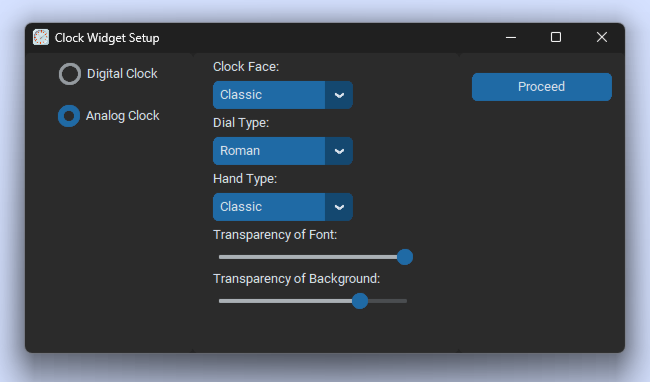 Clock Widget Setup
Digital Clock
Analog Clock
Clock Face:
Classic
Dial Type:
Roman
Hand Type:
Classic
Transparency of Font:
Transparency of Background:
Proceed